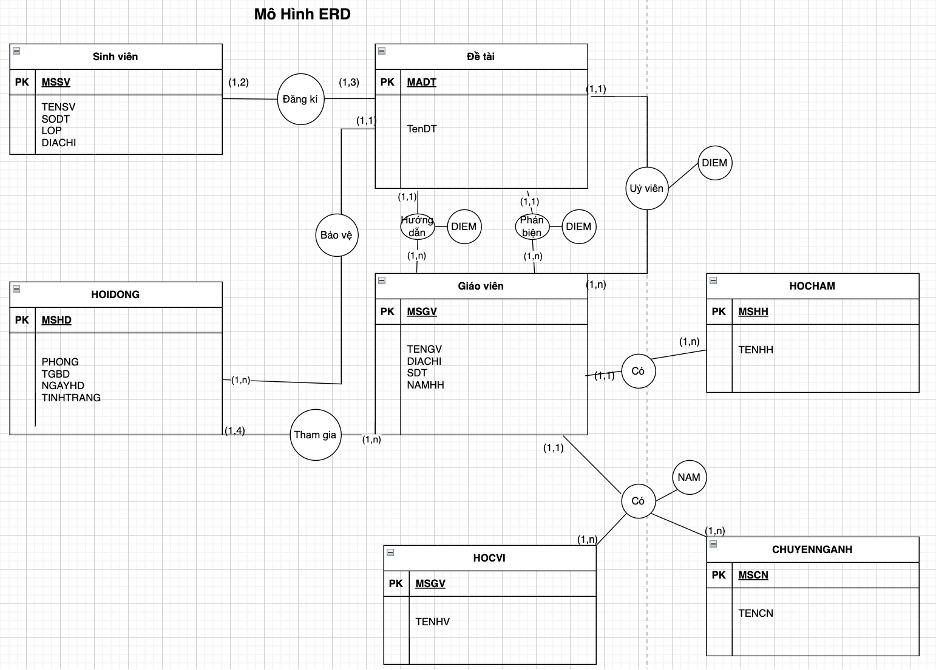 Mô Hình ERD
Sinh viên
PK MSSV
TENSV
SODT
LOP
DIACHI
(1,2)
Đăng kí
(1,3)
Đề tài
PK MADT
TenDT
(1,1)
(1,1)
Uỷ viên
DIEM
(1,1)
Hướng
dẫn
DIEM
(1,n)
(1,1)
Phản
biện
DIEM
(1,n)
Bảo vệ
HOIDONG
PK MSHD
PHONG
TGBD
NGAYHD
TINHTRANG
(1,n)
(1,4)
Tham gia
(1,n)
Giáo viên
PK MSGV
TENGV
DIACHI
SDT
NAMHH
(1,n)
(1,1)
Có
(1,n)
HOCHAM
PK MSHH
TENHH
(1,1)
Có
NAM
(1,n)
(1,n)
HOCVI
PK MSGV
TENHV
CHUYENNGANH
PK MSCN
TENCN